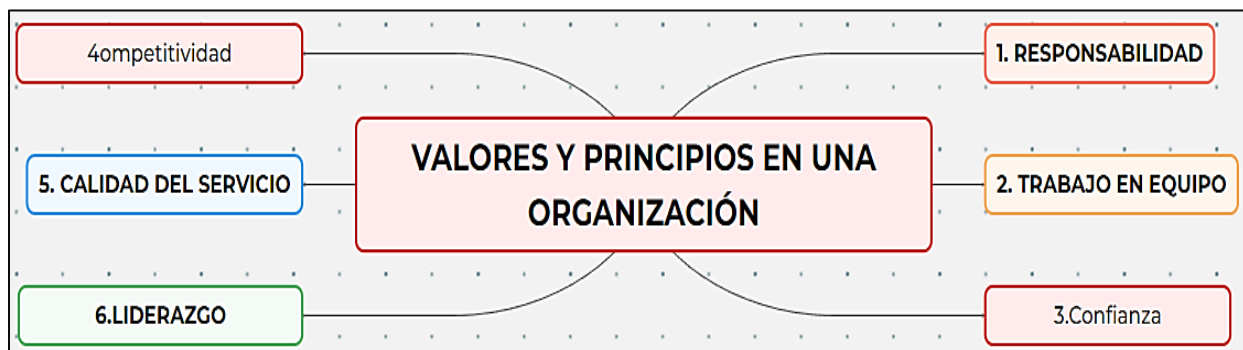 4ompetitividad
1. RESPONSABILIDAD
VALORES Y PRINCIPIOS EN UNA
ORGANIZACIÓN
5. CALIDAD DEL SERVICIO
2. TRABAJO EN EQUIPO
6.LIDERAZGO
3.Confianza